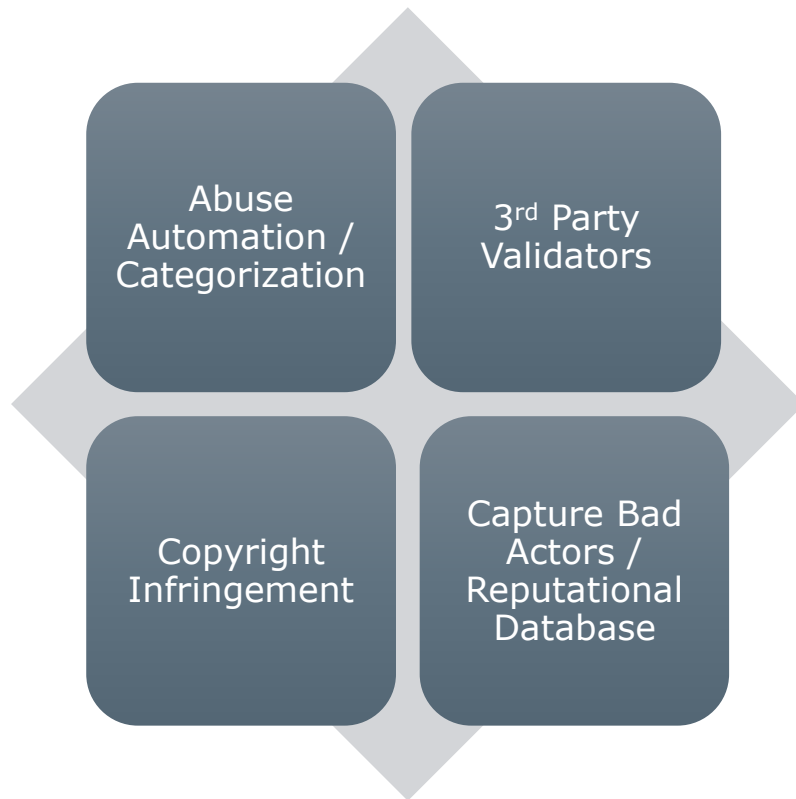 Abuse
Automation /
Categorization
3rd Party
Validators
Copyright
Infringement
Capture Bad
Actors /
Reputational
Database